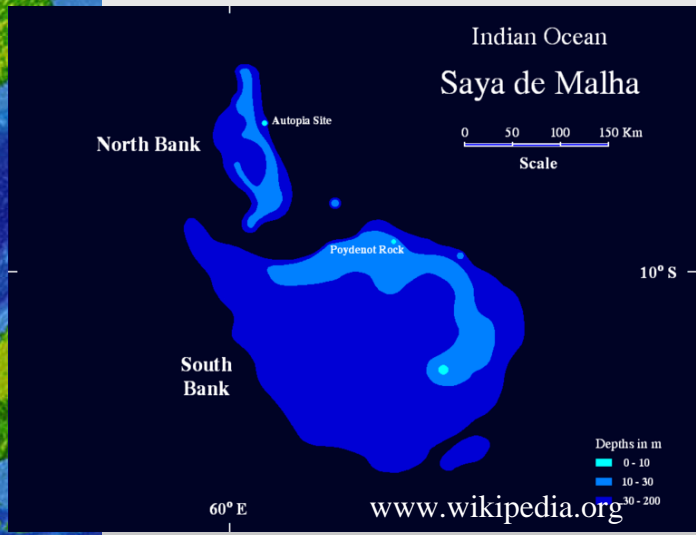 Indian Ocean
Saya de Malha
0 50 100 150 Km
Scale
Autopia Site
North Bank
Poydenot Rock
10° S
South
Bank
Depths in m
0 - 10
10 - 30
30 - 200
60° E
www.wikipedia.org